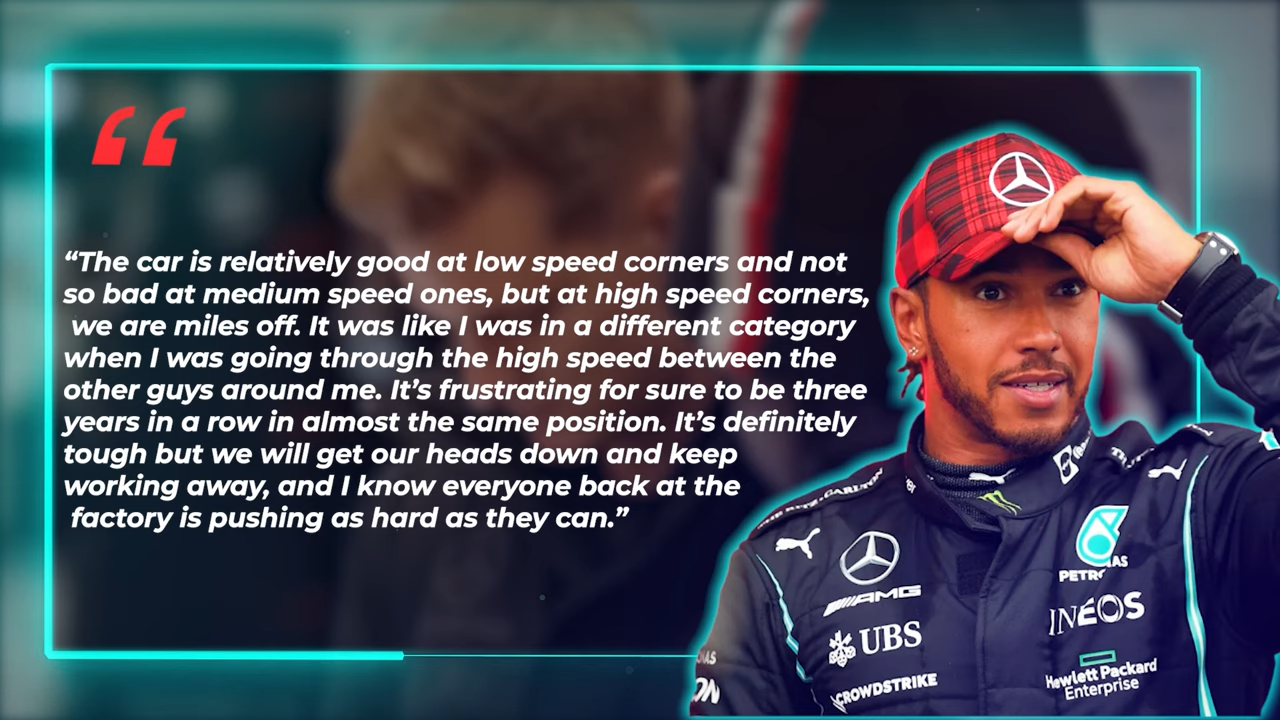 “The car is relatively good at low speed corners and not
so bad at medium speed ones, but at high speed corners,
we are miles off. It was like I was in a different category
when I was going through the high speed between the
other guys around me. It’s frustrating for sure to be three
years in a row in almost the same position. It’s definitely
tough but we will get our heads down and keep
working away, and I know everyone back at the
factory is pushing as hard as they can.”
AMG
PETRONAS
INEOS
UBS
CROWDSTRIKE
Hewlett Packard
Enterprise